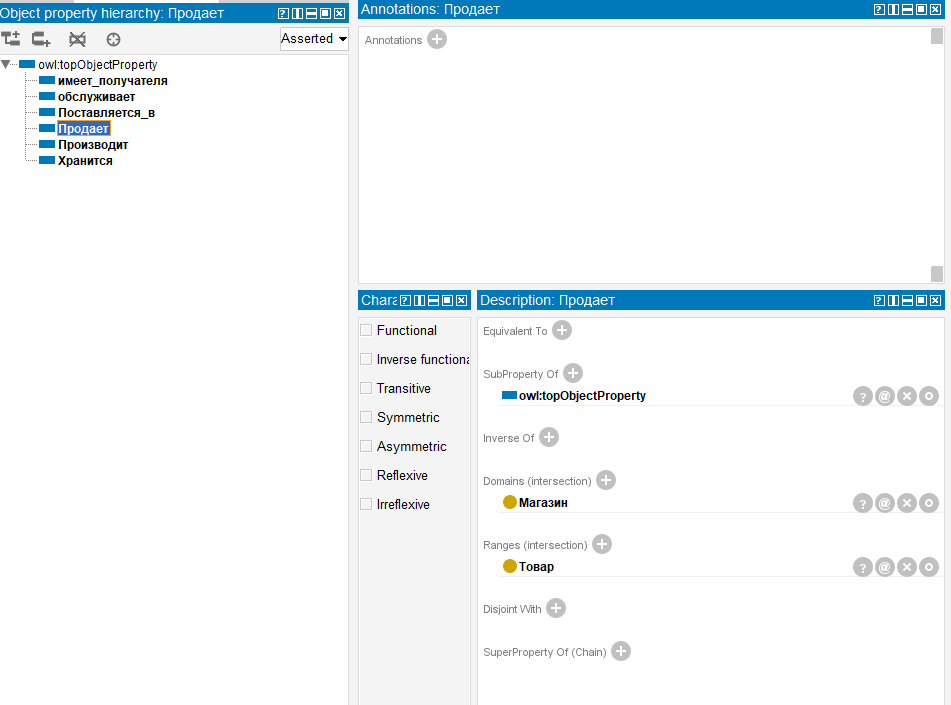 Object property hierarchy: Продает
Asserted
owl:topObjectProperty
имеет_получателя
обслуживает
Поставляется_в
Продает
Производит
Хранится
Annotations: Продает
Annotations
Chara
Functional
Inverse functiona
Transitive
Symmetric
Asymmetric
Reflexive
Irreflexive
Description: Продает
Equivalent To
SubProperty Of
owl:topObjectProperty
Inverse Of
Domains (intersection)
Магазин
Ranges (intersection)
Товар
Disjoint With
SuperProperty Of (Chain)